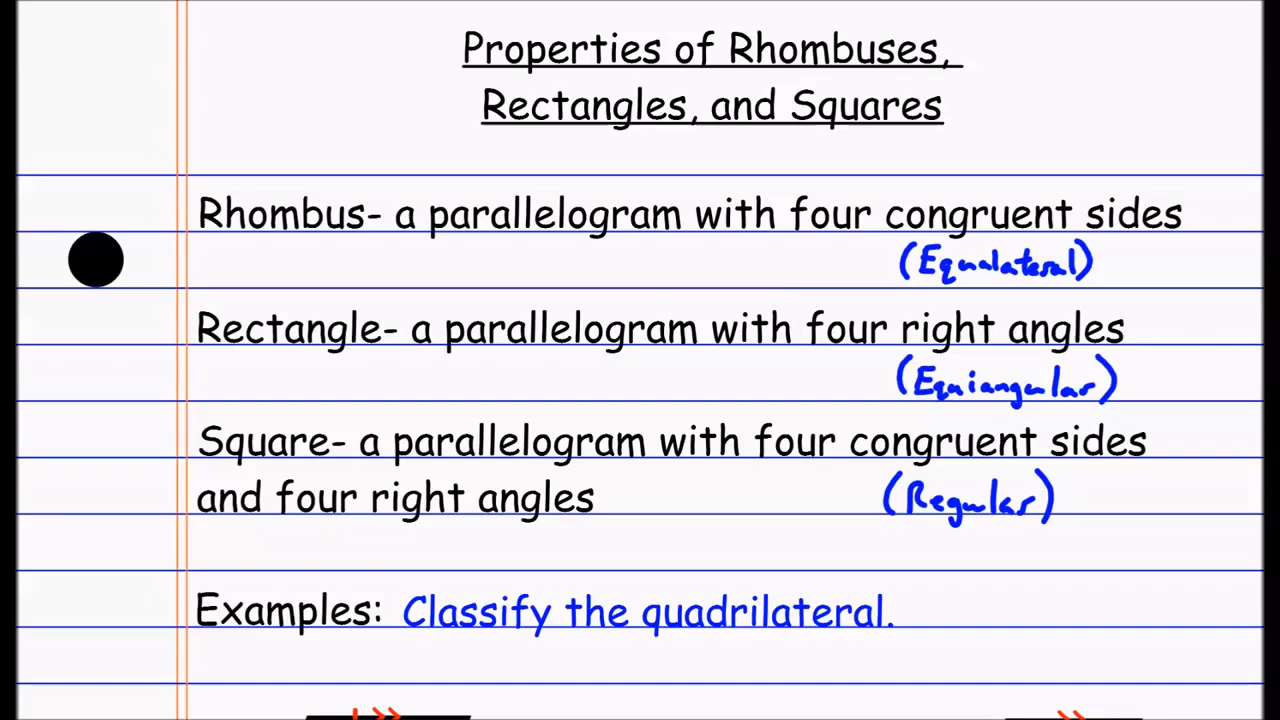 Properties of Rhombuses,
Rectangles, and Squares
Rhombus- a parallelogram with four congruent sides
(Equalateral)
Rectangle- a parallelogram with four right angles
(Equiangular)
Square- a parallelogram with four congruent sides
and four right angles (Regular)
Examples: Classify the quadrilateral.